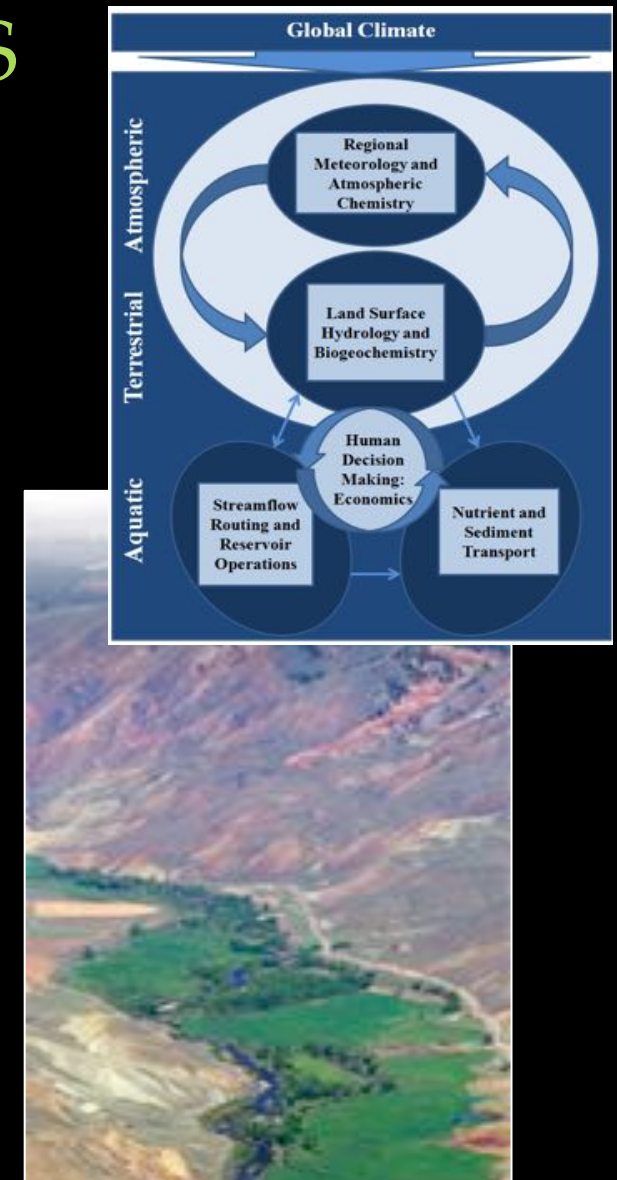 S
Global Climate
Atmospheric
Regional
Meteorology and
Atmospheric
Chemistry
Terrestrial
Land Surface
Hydrology and
Biogeochemistry
Human
Decision
Making:
Economics
Aquatic
Streamflow
Routing and
Reservoir
Operations
Nutrient and
Sediment
Transport